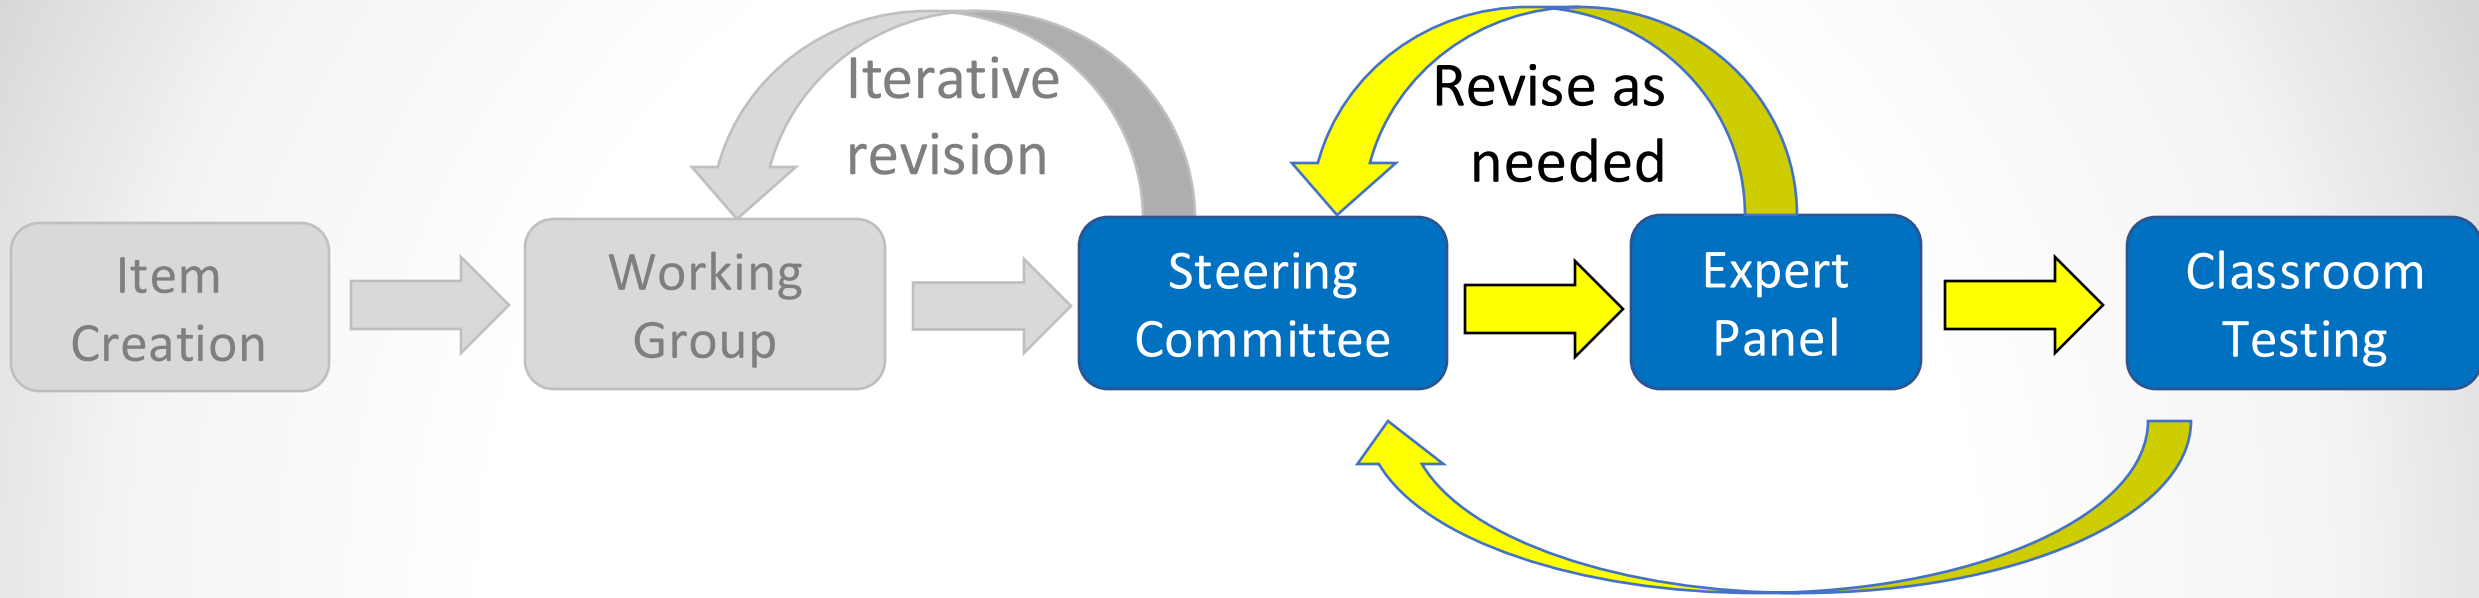 Iterative
revision
Revise as
needed
Item
Creation
Working
Group
Steering
Committee
Expert
Panel
Classroom
Testing